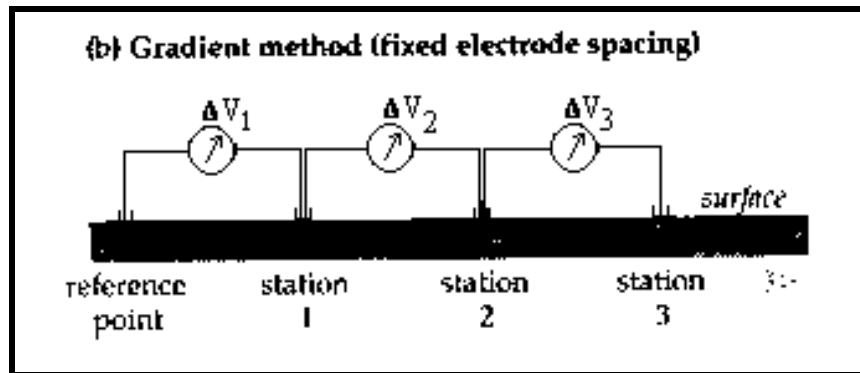 (b) Gradient method (fixed electrode spacing)
ΔV₁ ΔV₂ ΔV₃
surface
reference point
station 1
station 2
station 3